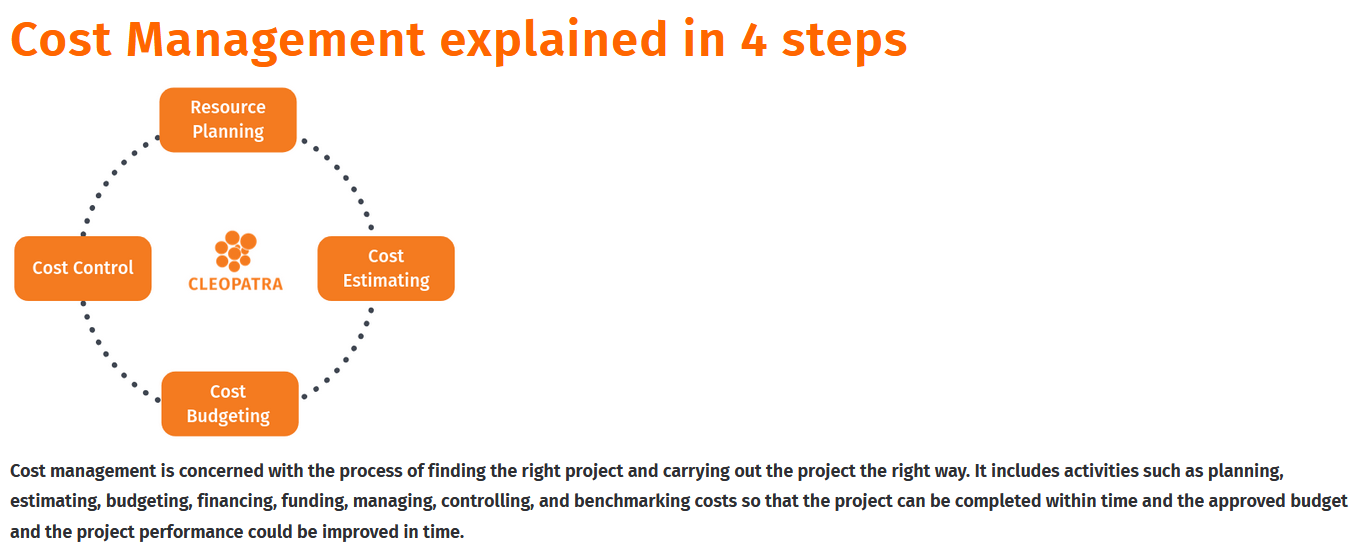 Cost Management explained in 4 steps
Resource
Planning
Cost Control
CLEOPATRA
Cost
Estimating
Cost
Budgeting
Cost management is concerned with the process of finding the right project and carrying out the project the right way. It includes activities such as planning,
estimating, budgeting, financing, funding, managing, controlling, and benchmarking costs so that the project can be completed within time and the approved budget
and the project performance could be improved in time.